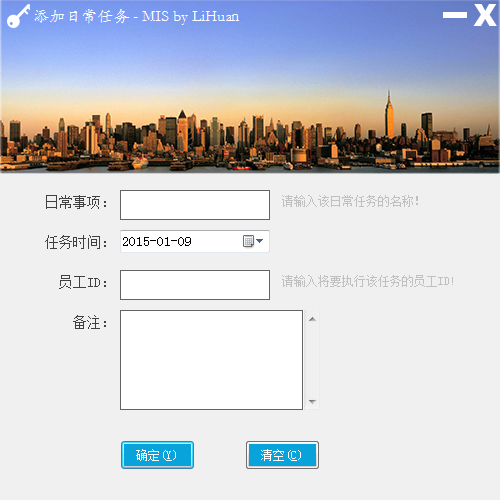 添加日常任务 - MIS by LiHuan
日常事项：
请输入该日常任务的名称!
任务时间：
2015-01-09
员工ID：
请输入将要执行该任务的员工ID!
备注：
确定(Y)
清空(C)